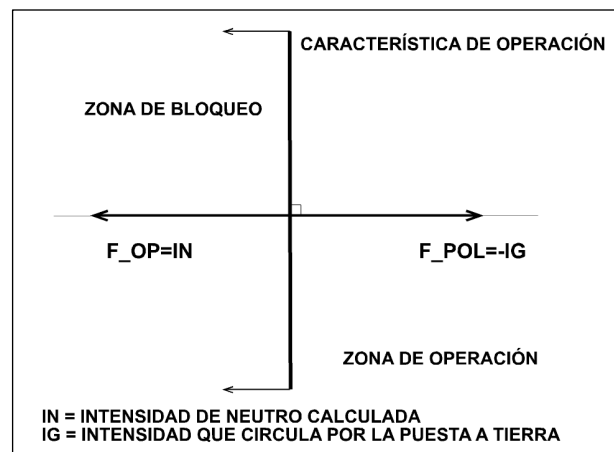 CARACTERÍSTICA DE OPERACIÓN
ZONA DE BLOQUEO
F_OP=IN
F_POL=-IG
ZONA DE OPERACIÓN
IN = INTENSIDAD DE NEUTRO CALCULADA
IG = INTENSIDAD QUE CIRCULA POR LA PUESTA A TIERRA